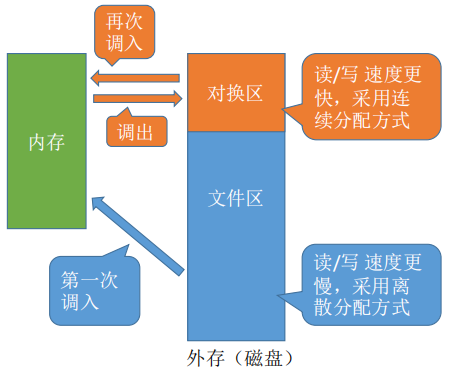 再次
调入
内存
调出
对换区
读/写 速度更
快，采用连
续分配方式
文件区
第一次
调入
读/写 速度更
慢，采用离
散分配方式
外存（磁盘）